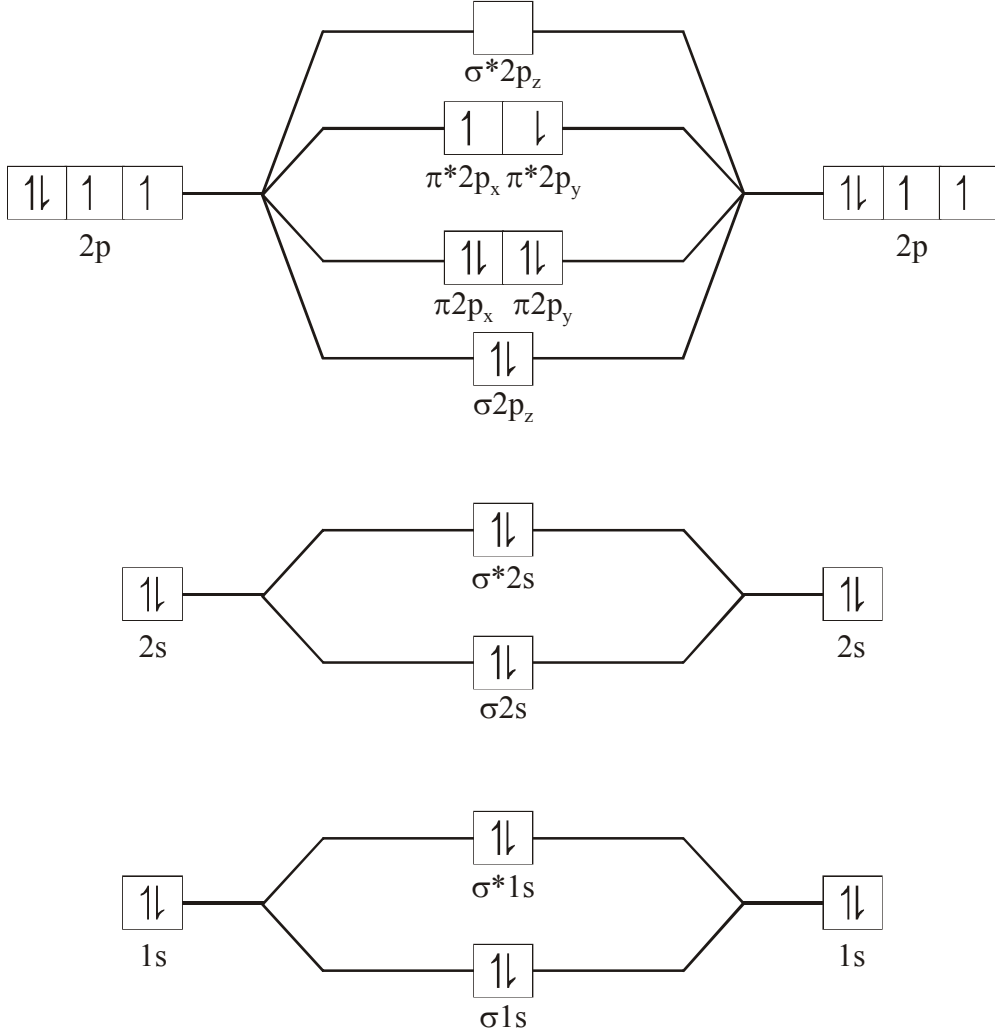 σ*2pz
π*2px π*2py
2p 2p
π2px π2py
σ2pz
σ*2s
2s 2s
σ2s
σ*1s
1s 1s
σ1s